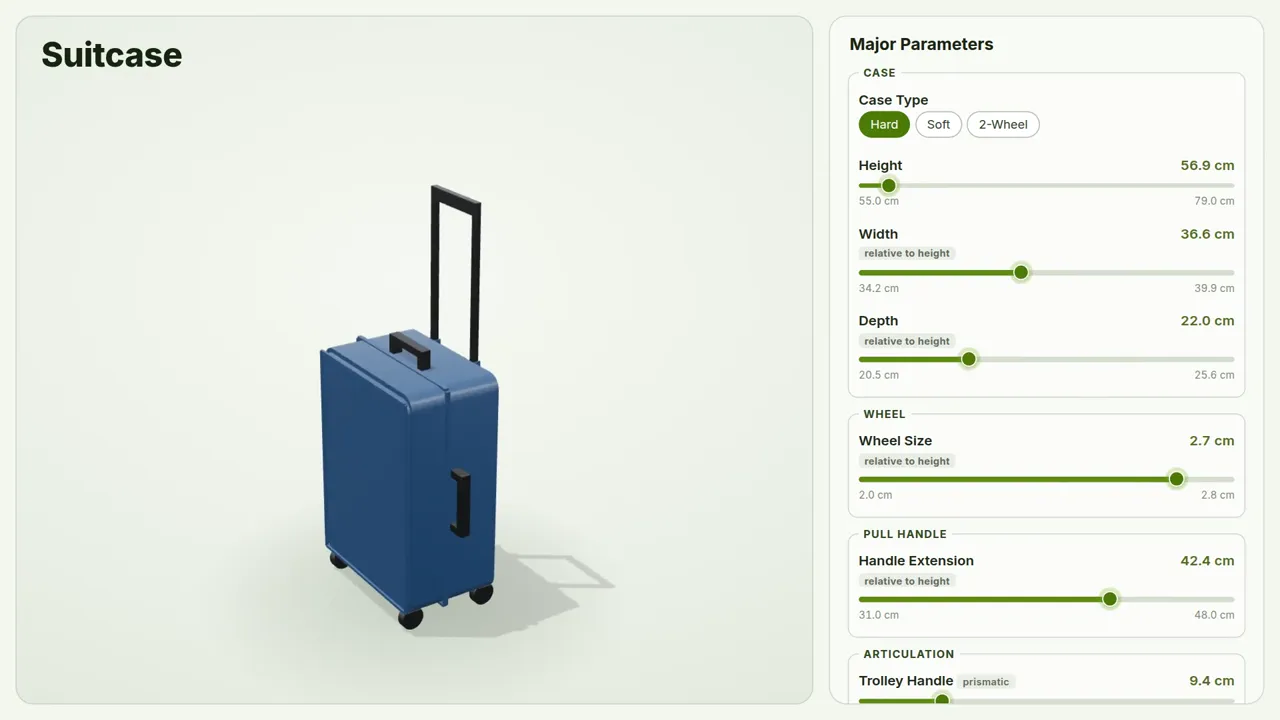 Suitcase
Major Parameters
CASE
Case Type
Hard Soft 2-Wheel
Height 56.9 cm
55.0 cm 79.0 cm
Width 36.6 cm
relative to height
34.2 cm 39.9 cm
Depth 22.0 cm
relative to height
20.5 cm 25.6 cm
WHEEL
Wheel Size 2.7 cm
relative to height
2.0 cm 2.8 cm
PULL HANDLE
Handle Extension 42.4 cm
relative to height
31.0 cm 48.0 cm
ARTICULATION
Trolley Handle prismatic 9.4 cm